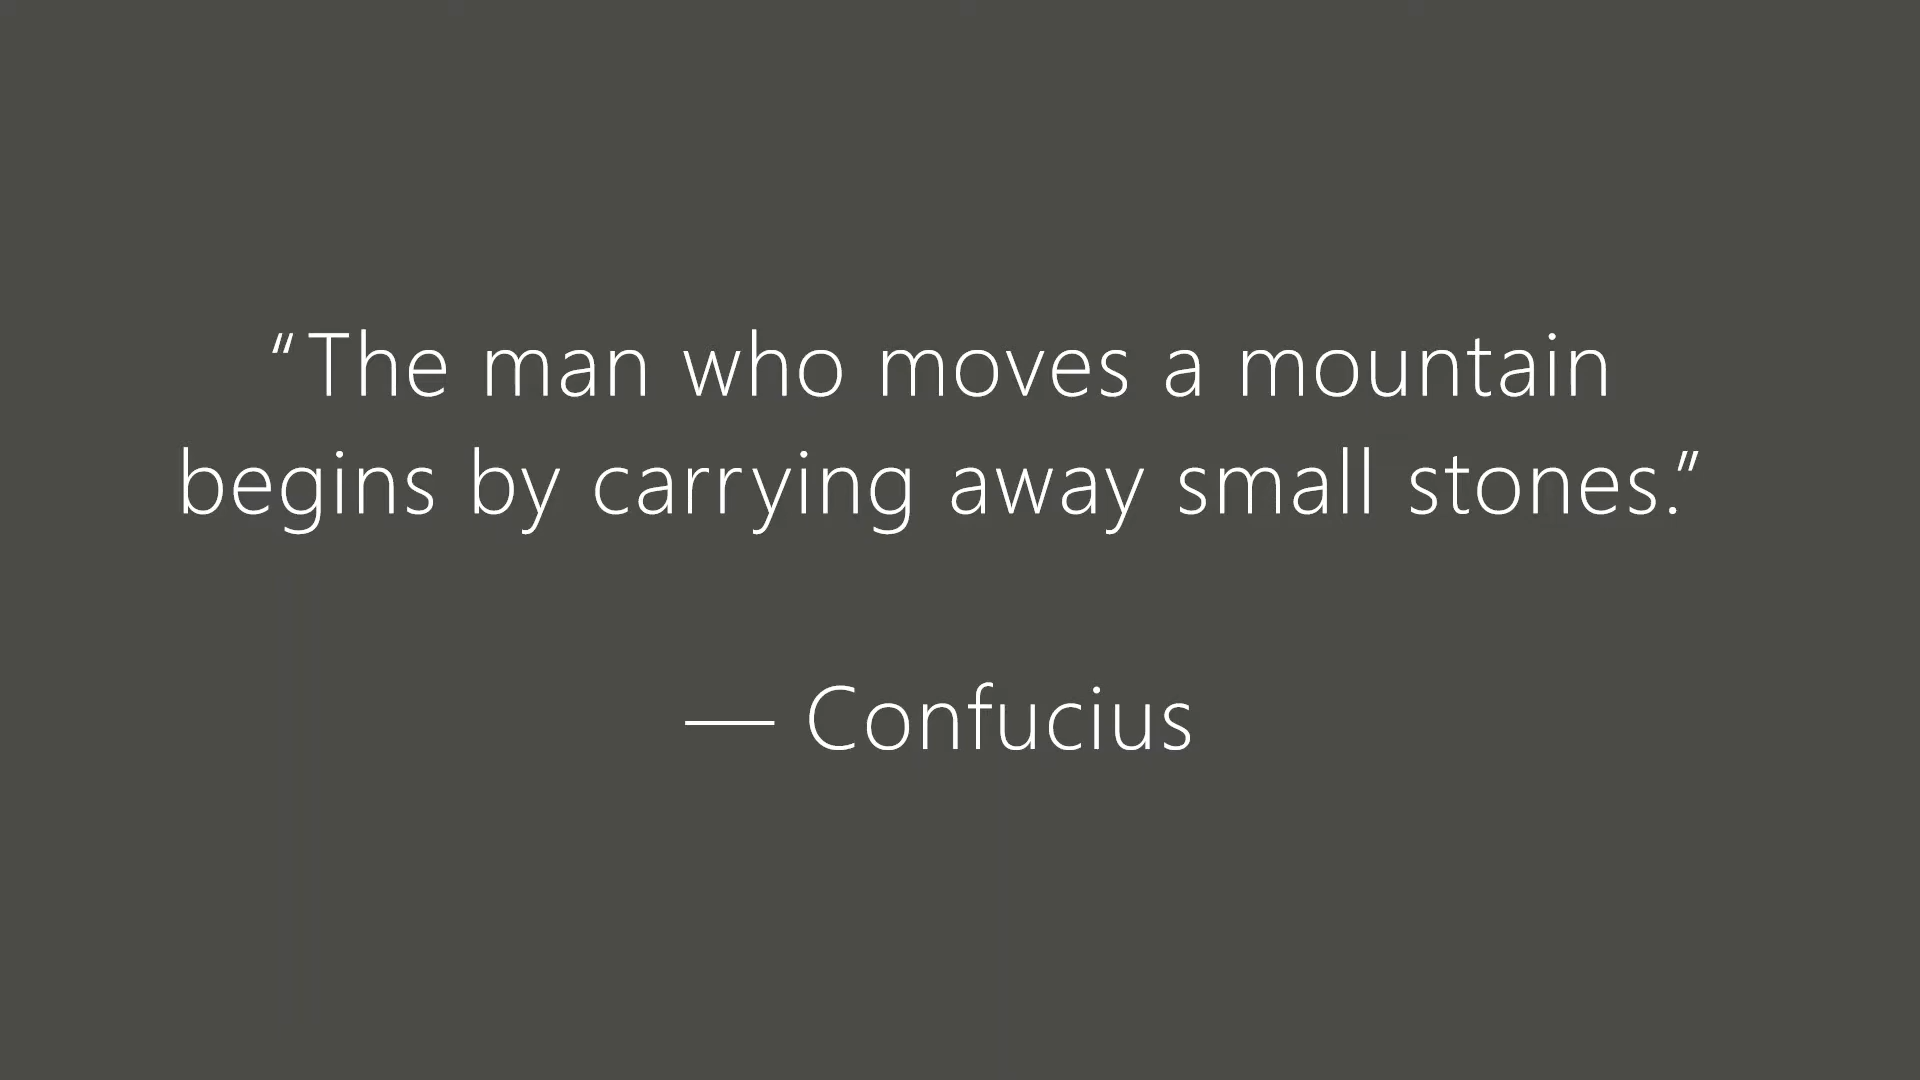 “The man who moves a mountain
begins by carrying away small stones.”
— Confucius